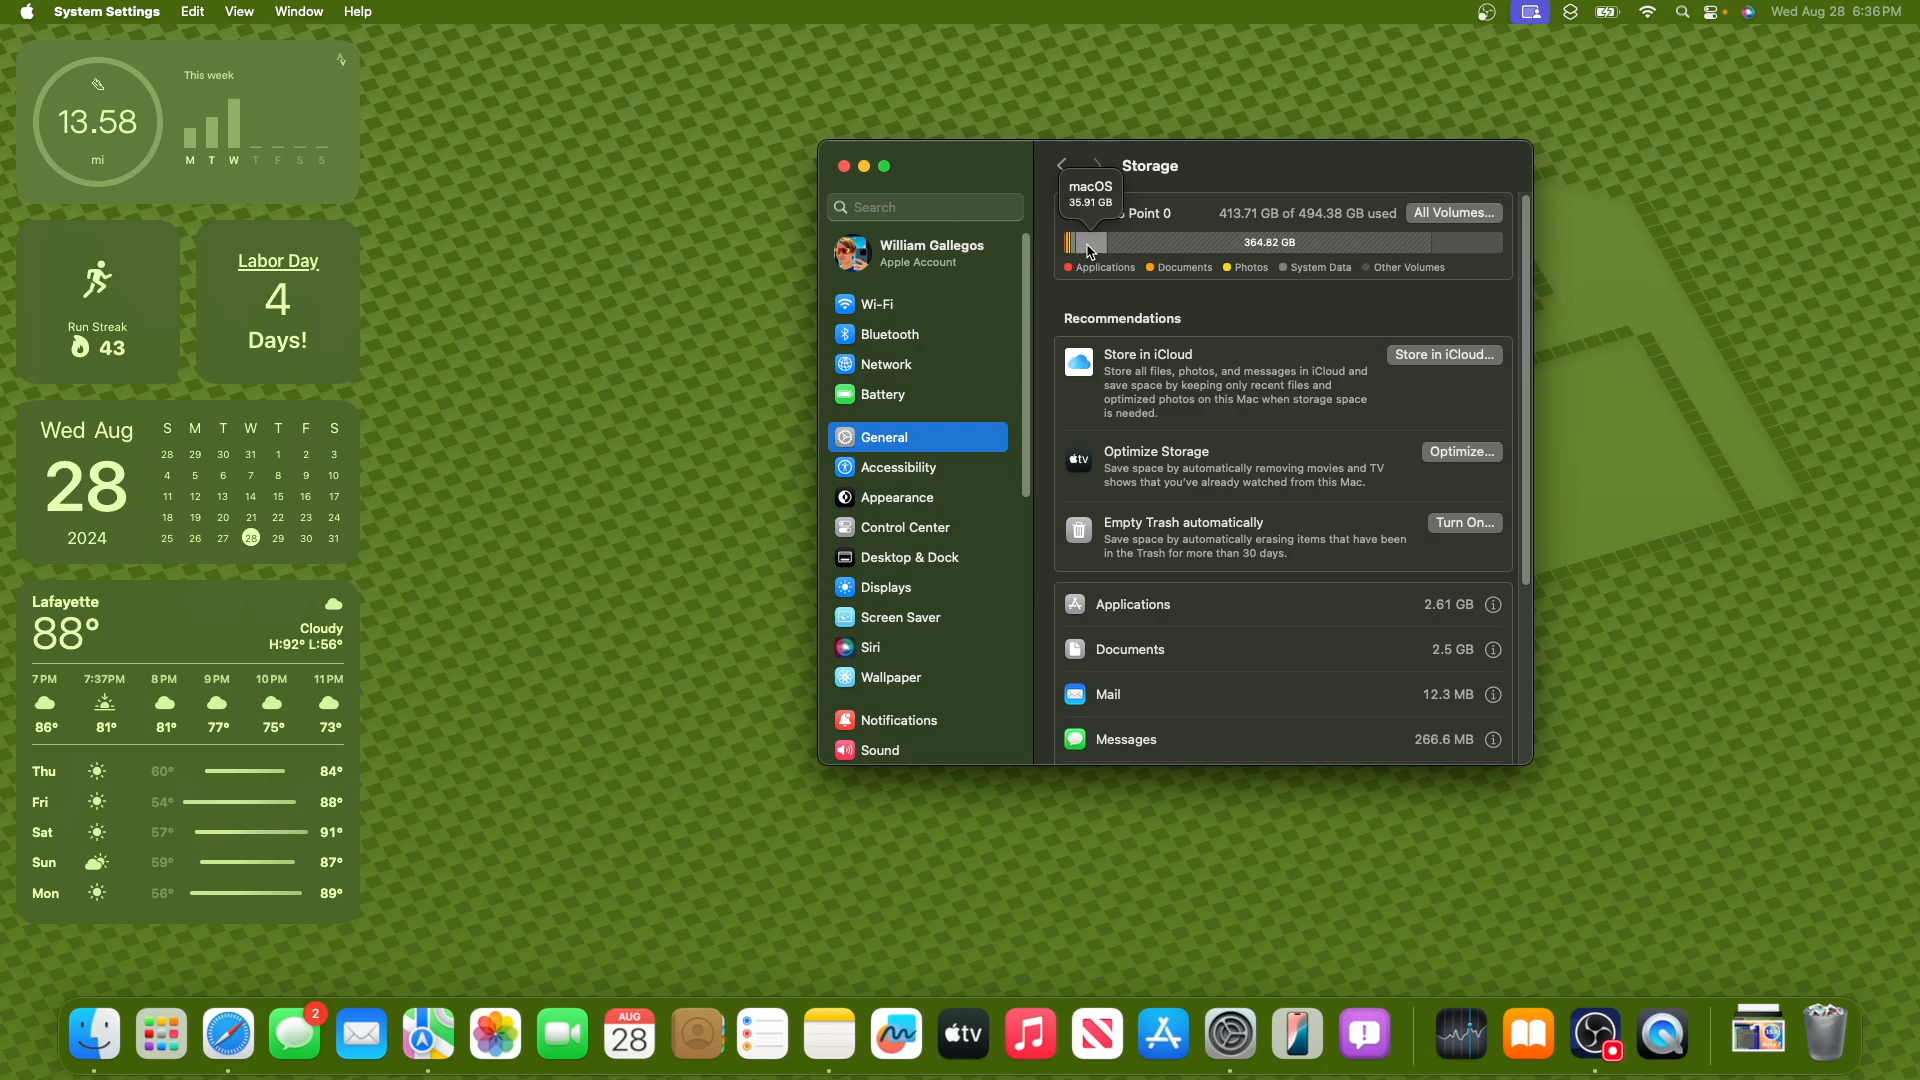 System Settings Edit View Window Help
Wed Aug 28 6:36 PM
13.58
mi
This week
M T W T F S S
Run Streak
43
Labor Day
4
Days!
Wed Aug
28
2024
S M T W T F S
28 29 30 31 1 2 3
4 5 6 7 8 9 10
11 12 13 14 15 16 17
18 19 20 21 22 23 24
25 26 27 28 29 30 31
Lafayette
88°
Cloudy
H:92° L:56°
7PM 7:37PM 8PM 9PM 10PM 11PM
86° 81° 81° 77° 75° 73°
Thu 60° 84°
Fri 54° 88°
Sat 57° 91°
Sun 59° 87°
Mon 56° 89°
Search
William Gallegos
Apple Account
Wi-Fi
Bluetooth
Network
Battery
General
Accessibility
Appearance
Control Center
Desktop & Dock
Displays
Screen Saver
Siri
Wallpaper
Notifications
Sound
Storage
macOS
35.91 GB
Point 0 413.71 GB of 494.38 GB used All Volumes...
364.82 GB
Applications Documents Photos System Data Other Volumes
Recommendations
Store in iCloud
Store in iCloud...
Store all files, photos, and messages in iCloud and
save space by keeping only recent files and
optimized photos on this Mac when storage space
is needed.
tv
Optimize Storage
Optimize...
Save space by automatically removing movies and TV
shows that you've already watched from this Mac.
Empty Trash automatically
Turn On...
Save space by automatically erasing items that have been
in the Trash for more than 30 days.
Applications 2.61 GB
Documents 2.5 GB
Mail 12.3 MB
Messages 266.6 MB
2
AUG
28
tv